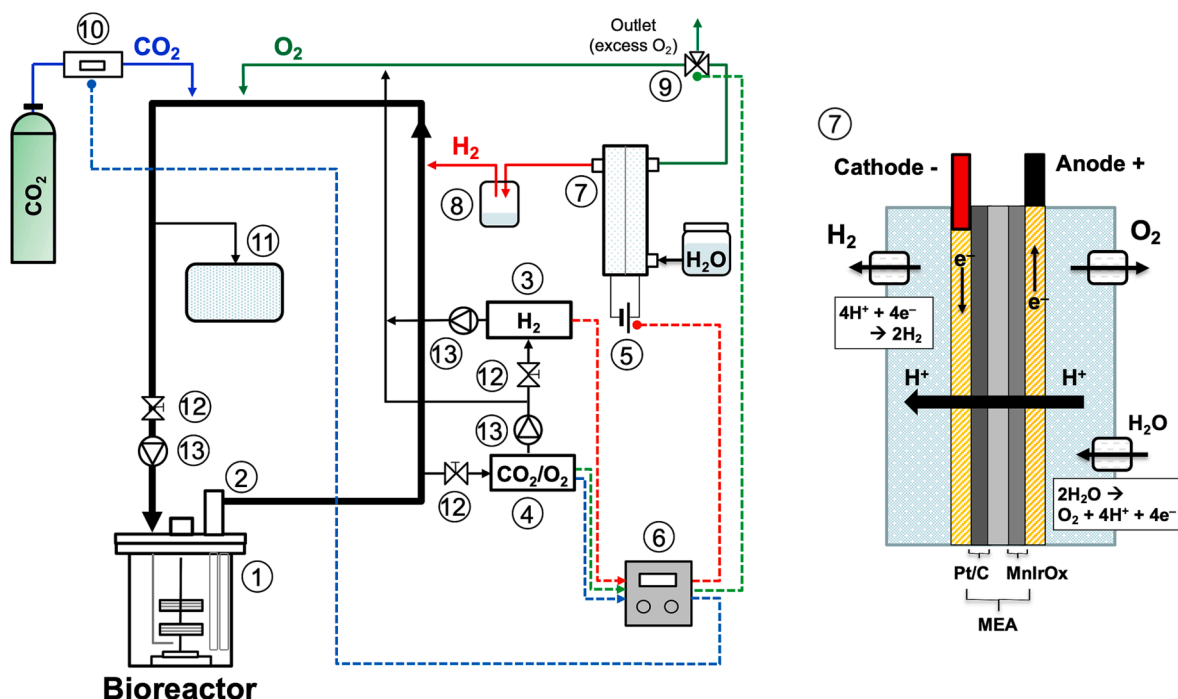 ⑩
CO₂
O₂
Outlet
(excess O₂)
⑨
CO₂
H₂
⑧
⑦
H₂O
⑪
③
H₂
⑬
⑤
⑫
⑫
⑬
⑬
②
CO₂/O₂
⑫
④
⑥
①
Bioreactor
⑦
Cathode -
Anode +
H₂
O₂
e⁻
e⁻
4H⁺ + 4e⁻
→ 2H₂
H⁺
H⁺
H₂O
2H₂O →
O₂ + 4H⁺ + 4e⁻
Pt/C
MnIrOx
MEA